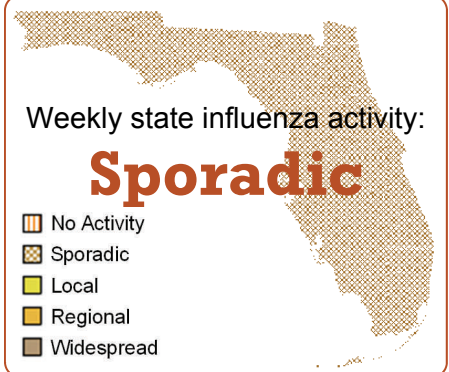 Weekly state influenza activity:
Sporadic
No Activity
Sporadic
Local
Regional
Widespread